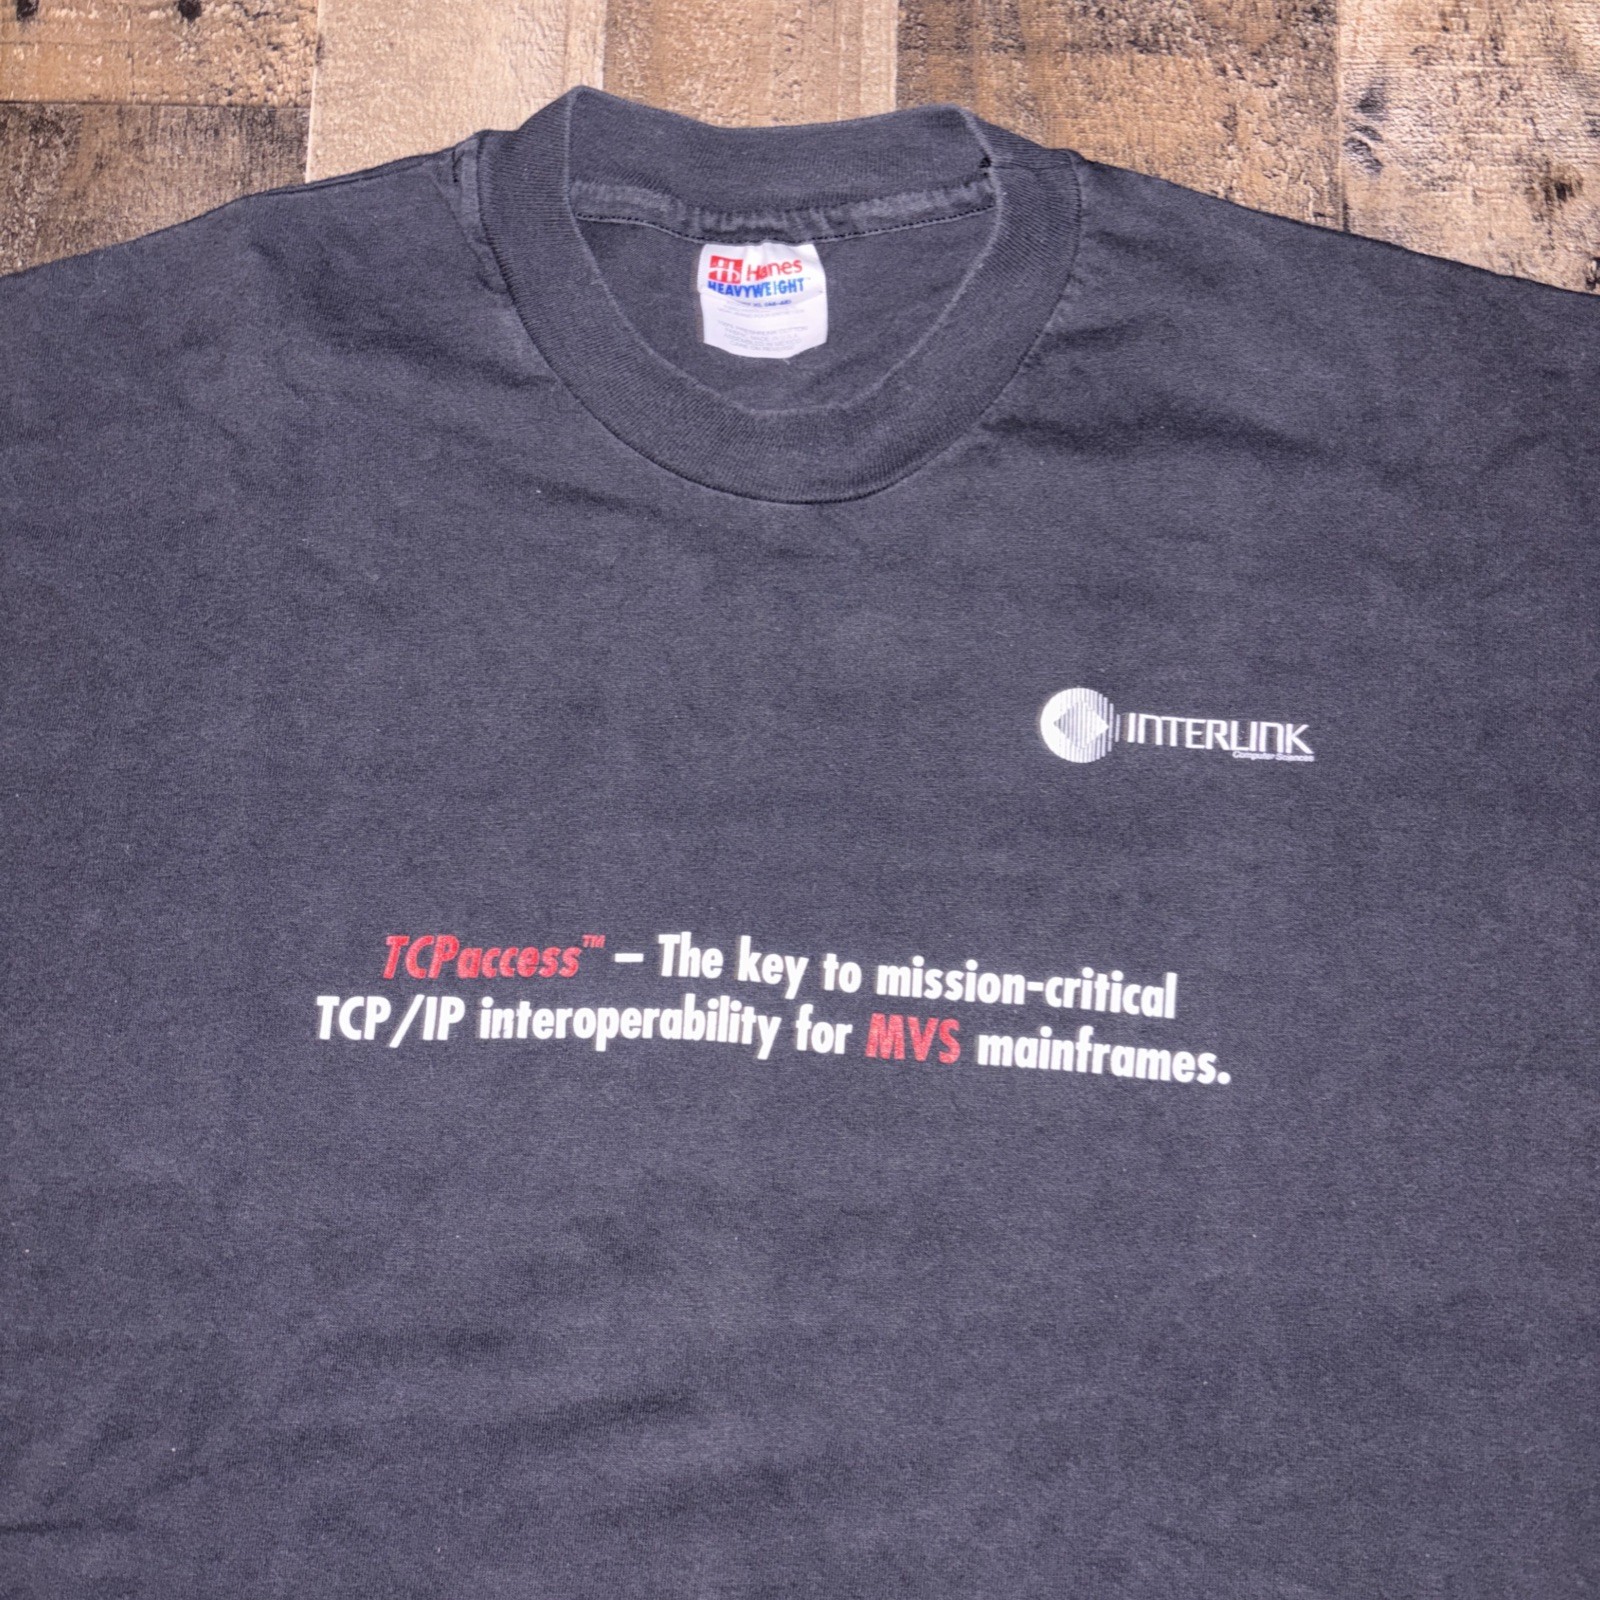 Hanes
HEAVYWEIGHT
INTERLINK
Computer Sciences
TCPaccess™ – The key to mission-critical
TCP/IP interoperability for MVS mainframes.